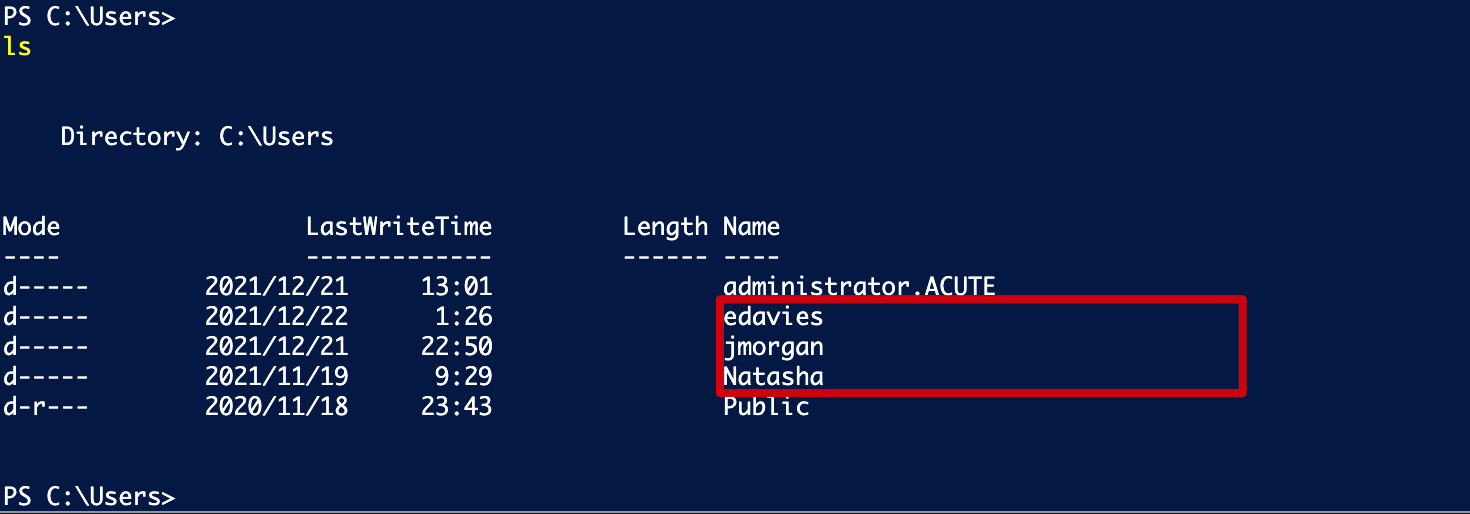 PS C:\Users>
ls
Directory: C:\Users
Mode LastWriteTime Length Name
---- ------------- ------ ----
d----- 2021/12/21 13:01 administrator.ACUTE
d----- 2021/12/22 1:26 edavies
d----- 2021/12/21 22:50 jmorgan
d----- 2021/11/19 9:29 Natasha
d-r--- 2020/11/18 23:43 Public
PS C:\Users>